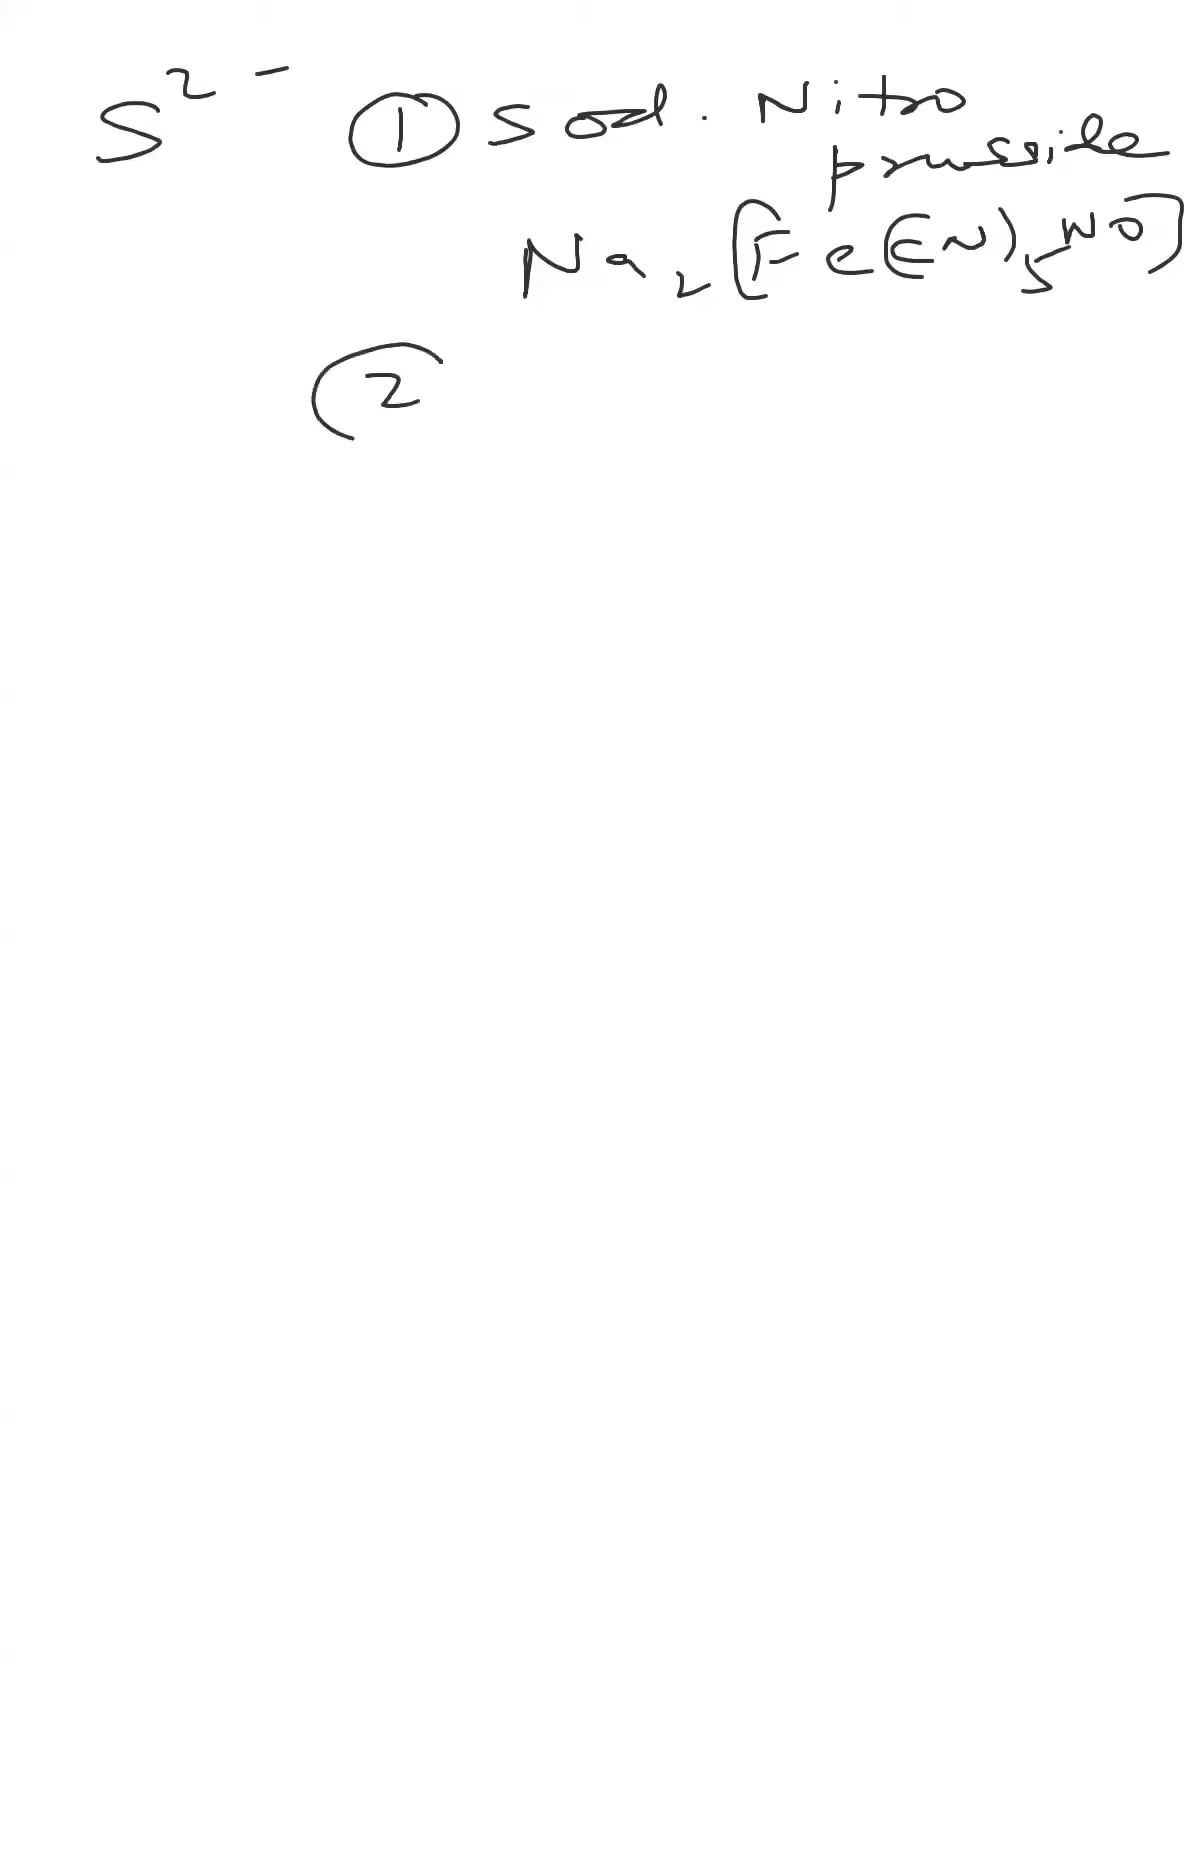 S²⁻ ① Sod. Nitro
prusside
Na₂[Fe(CN)₅NO]
(2